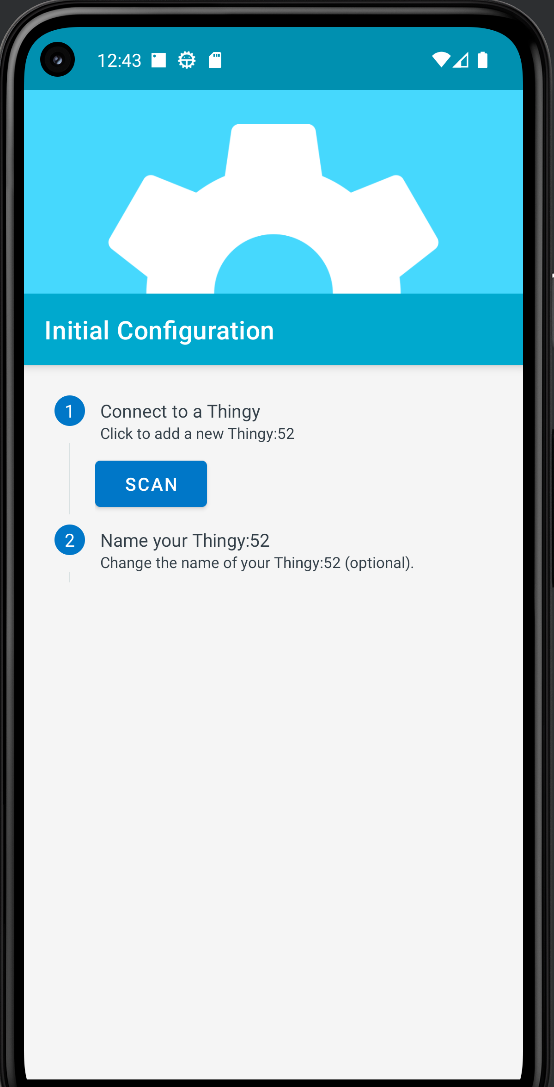 12:43
Initial Configuration
1
Connect to a Thingy
Click to add a new Thingy:52
SCAN
2
Name your Thingy:52
Change the name of your Thingy:52 (optional).